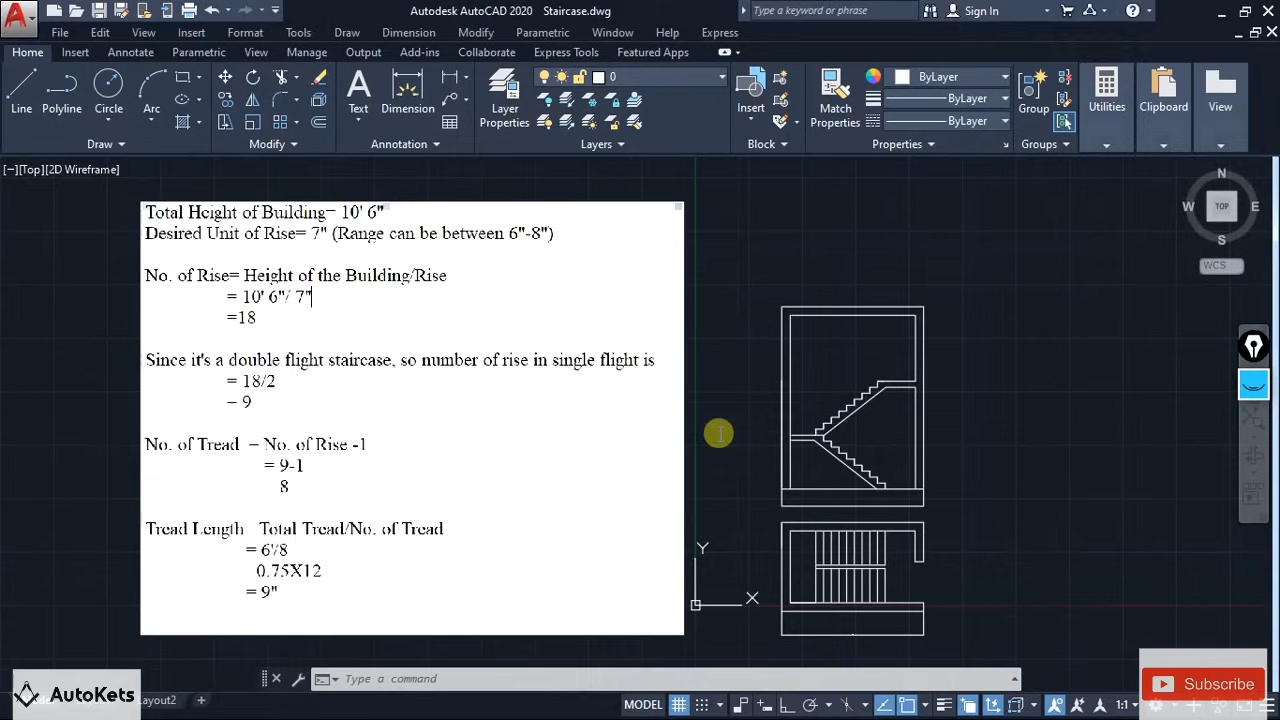 Autodesk AutoCAD 2020 Staircase.dwg
Type a keyword or phrase
Sign In
File Edit View Insert Format Tools Draw Dimension Modify Parametric Window Help Express
Home Insert Annotate Parametric View Manage Output Add-ins Collaborate Express Tools Featured Apps
Line Polyline Circle Arc
Text Dimension
Layer Properties
0
Insert
Match Properties
ByLayer
ByLayer
ByLayer
Group
Utilities
Clipboard
View
Draw Modify Annotation Layers Block Properties Groups
[−][Top][2D Wireframe]
N
W TOP E
S
WCS
Total Height of Building= 10' 6"
Desired Unit of Rise= 7" (Range can be between 6"-8")
No. of Rise= Height of the Building/Rise
= 10' 6"/ 7"
=18
Since it's a double flight staircase, so number of rise in single flight is
= 18/2
= 9
No. of Tread = No. of Rise -1
= 9-1
8
Tread Length Total Tread/No. of Tread
= 6'/8
0.75X12
= 9"
Y
X
Type a command
AutoKets
Layout2
MODEL
1:1
Subscribe